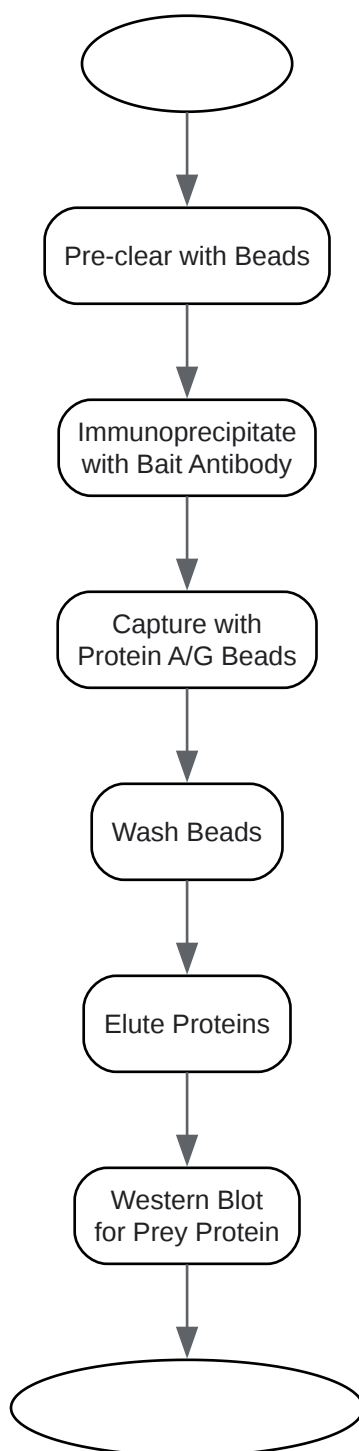 Pre-clear with Beads
Immunoprecipitate
with Bait Antibody
Capture with
Protein A/G Beads
Wash Beads
Elute Proteins
Western Blot
for Prey Protein